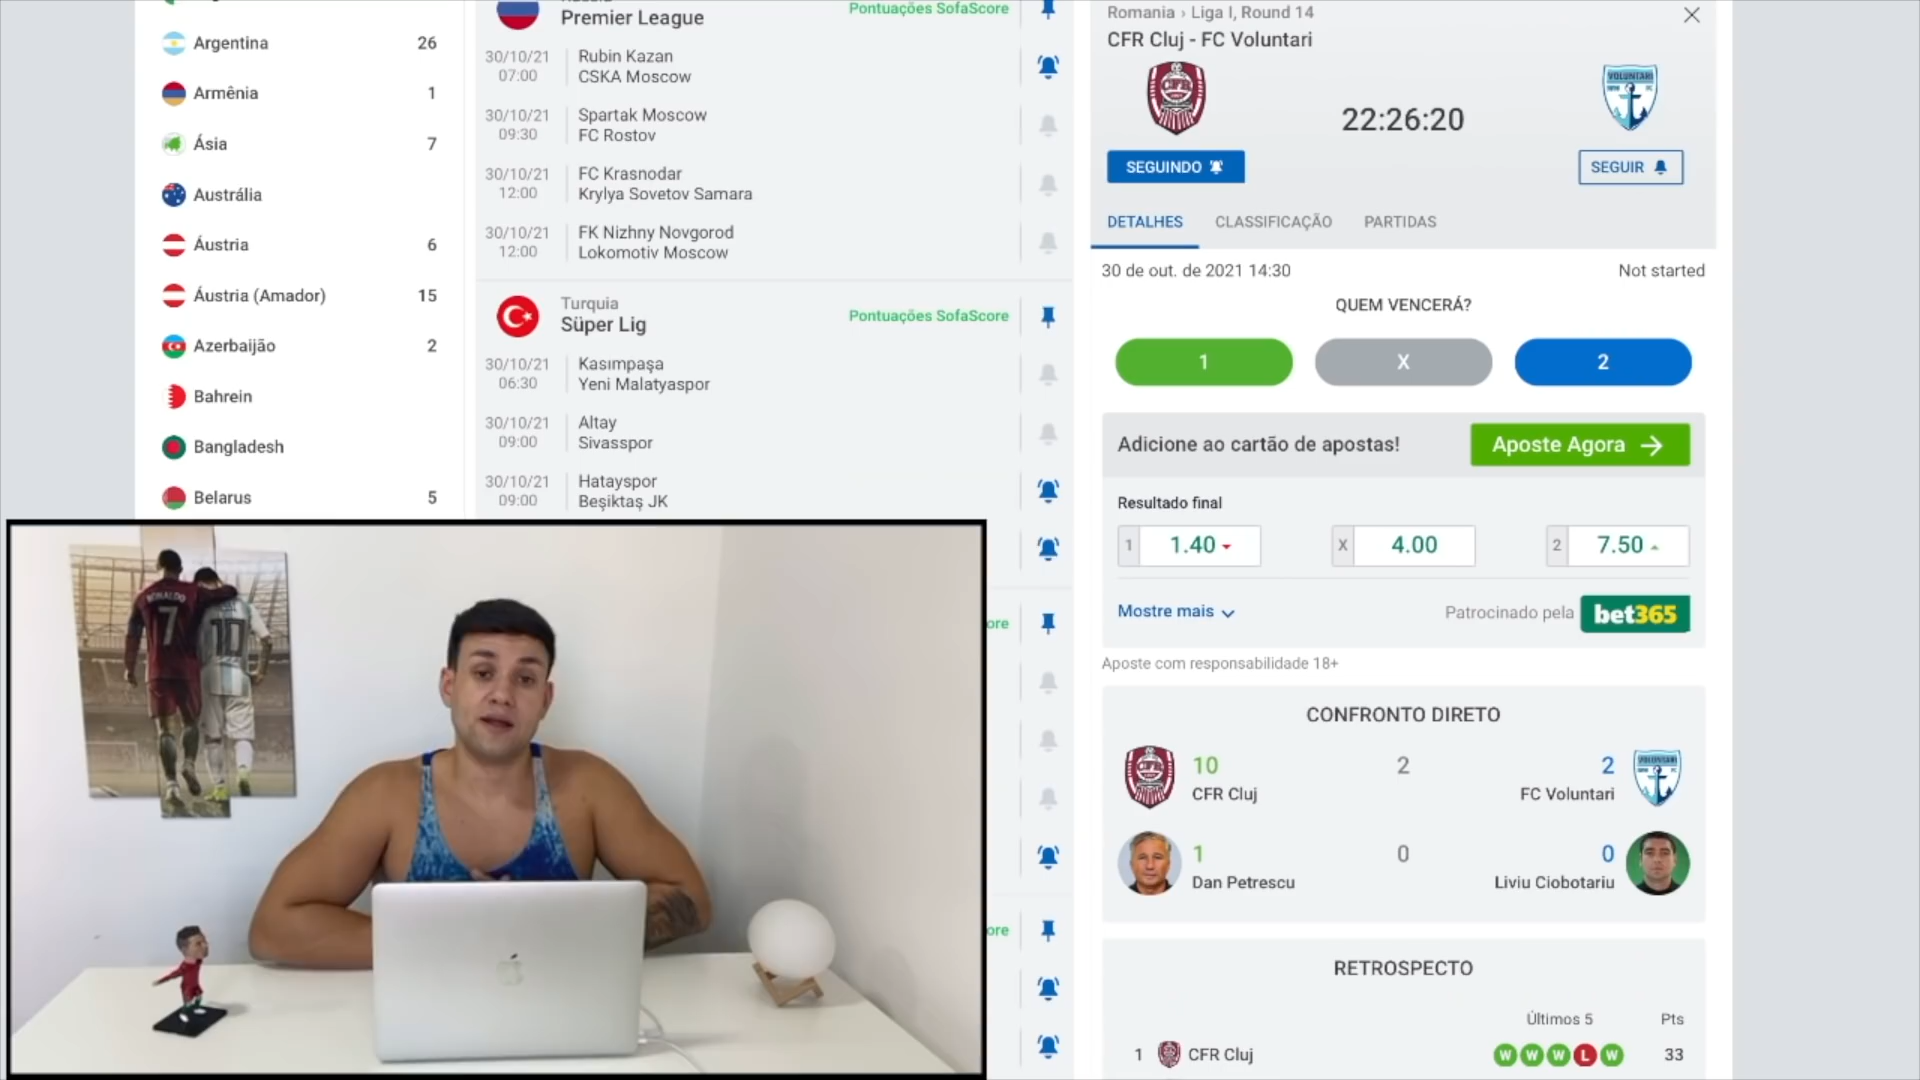 Argentina 26
Armênia 1
Ásia 7
Austrália
Áustria 6
Áustria (Amador) 15
Azerbaijão 2
Bahrein
Bangladesh
Belarus 5
Premier League Pontuações SofaScore
30/10/21 Rubin Kazan
07:00 CSKA Moscow
30/10/21 Spartak Moscow
09:30 FC Rostov
30/10/21 FC Krasnodar
12:00 Krylya Sovetov Samara
30/10/21 FK Nizhny Novgorod
12:00 Lokomotiv Moscow
Turquia
Süper Lig Pontuações SofaScore
30/10/21 Kasımpaşa
06:30 Yeni Malatyaspor
30/10/21 Altay
09:00 Sivasspor
30/10/21 Hatayspor
09:00 Beşiktaş JK
ore
ore
RONALDO
7
10
Romania › Liga I, Round 14
CFR Cluj - FC Voluntari
CFR
VOLUNTARI
22:26:20
SEGUINDO
SEGUIR
DETALHES CLASSIFICAÇÃO PARTIDAS
30 de out. de 2021 14:30 Not started
QUEM VENCERÁ?
1 X 2
Adicione ao cartão de apostas! Aposte Agora
Resultado final
1 1.40 X 4.00 2 7.50
Mostre mais Patrocinado pela bet365
Aposte com responsabilidade 18+
CONFRONTO DIRETO
10 2 2
CFR Cluj FC Voluntari
1 0 0
Dan Petrescu Liviu Ciobotariu
RETROSPECTO
Últimos 5 Pts
1 CFR Cluj W W W L W 33